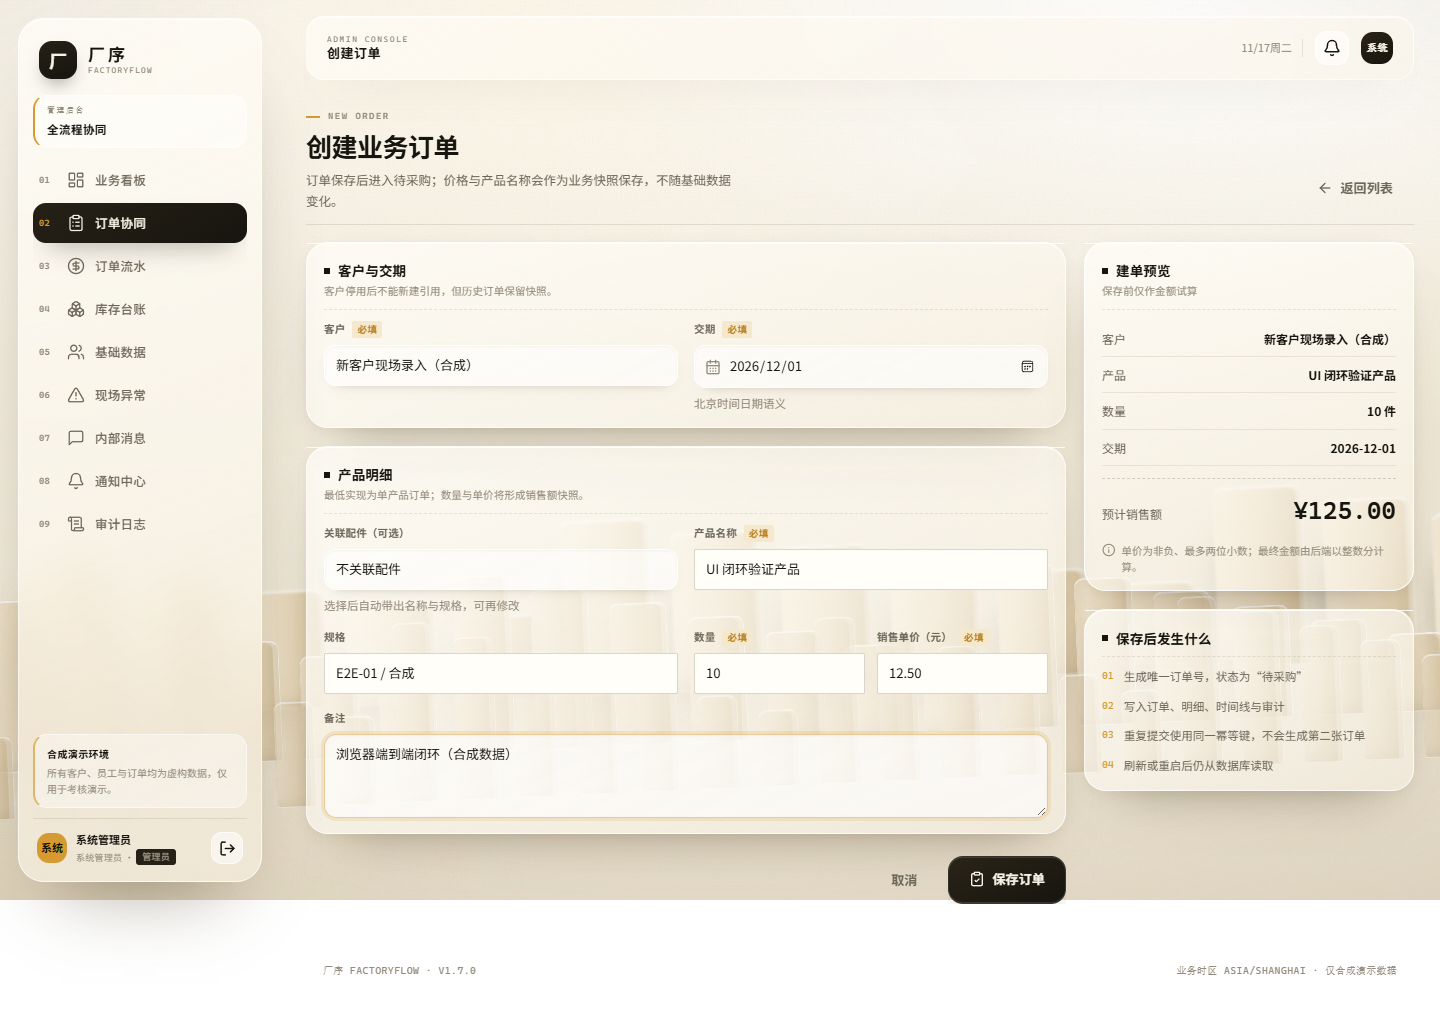 厂
厂序
FACTORYFLOW
管理后台
全流程协同
01 业务看板
02 订单协同
03 订单流水
04 库存台账
05 基础数据
06 现场异常
07 内部消息
08 通知中心
09 审计日志
合成演示环境
所有客户、员工与订单均为虚构数据，仅
用于考核演示。
系统
系统管理员
系统管理员 · 管理员
ADMIN CONSOLE
创建订单
11/17周二
系统
NEW ORDER
创建业务订单
订单保存后进入待采购；价格与产品名称会作为业务快照保存，不随基础数据
变化。
返回列表
客户与交期
客户停用后不能新建引用，但历史订单保留快照。
客户 必填
交期 必填
新客户现场录入（合成）
2026/12/01
北京时间日期语义
产品明细
最低实现为单产品订单；数量与单价将形成销售额快照。
关联配件（可选）
产品名称 必填
不关联配件
UI 闭环验证产品
选择后自动带出名称与规格，可再修改
规格
数量 必填
销售单价（元） 必填
E2E-01 / 合成
10
12.50
备注
浏览器端到端闭环（合成数据）
取消
保存订单
建单预览
保存前仅作金额试算
客户 新客户现场录入（合成）
产品 UI 闭环验证产品
数量 10 件
交期 2026-12-01
预计销售额 ¥125.00
单价为非负、最多两位小数；最终金额由后端以整数分计
算。
保存后发生什么
01 生成唯一订单号，状态为“待采购”
02 写入订单、明细、时间线与审计
03 重复提交使用同一幂等键，不会生成第二张订单
04 刷新或重启后仍从数据库读取
厂序 FACTORYFLOW · V1.7.0
业务时区 ASIA/SHANGHAI · 仅合成演示数据